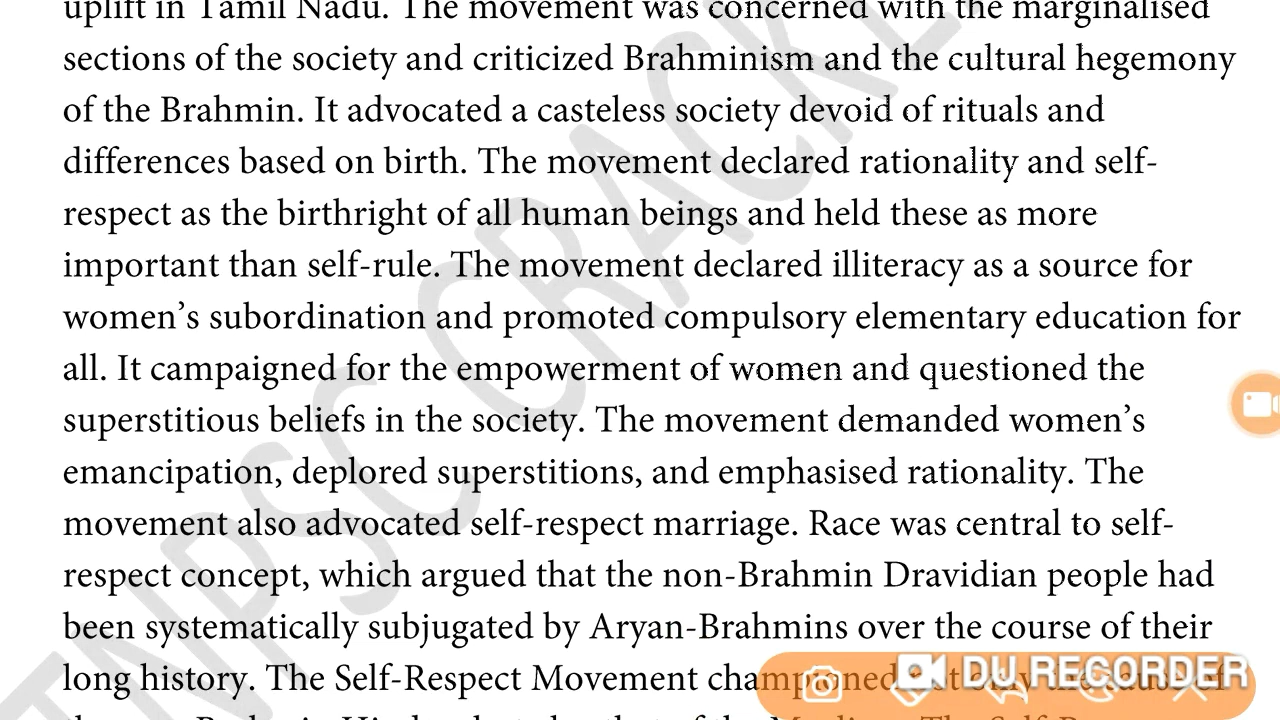 uplift in Tamil Nadu. The movement was concerned with the marginalised
sections of the society and criticized Brahminism and the cultural hegemony
of the Brahmin. It advocated a casteless society devoid of rituals and
differences based on birth. The movement declared rationality and self-
respect as the birthright of all human beings and held these as more
important than self-rule. The movement declared illiteracy as a source for
women’s subordination and promoted compulsory elementary education for
all. It campaigned for the empowerment of women and questioned the
superstitious beliefs in the society. The movement demanded women’s
emancipation, deplored superstitions, and emphasised rationality. The
movement also advocated self-respect marriage. Race was central to self-
respect concept, which argued that the non-Brahmin Dravidian people had
been systematically subjugated by Aryan-Brahmins over the course of their
long history. The Self-Respect Movement championed
DU RECORDER
TNPSC CRACK